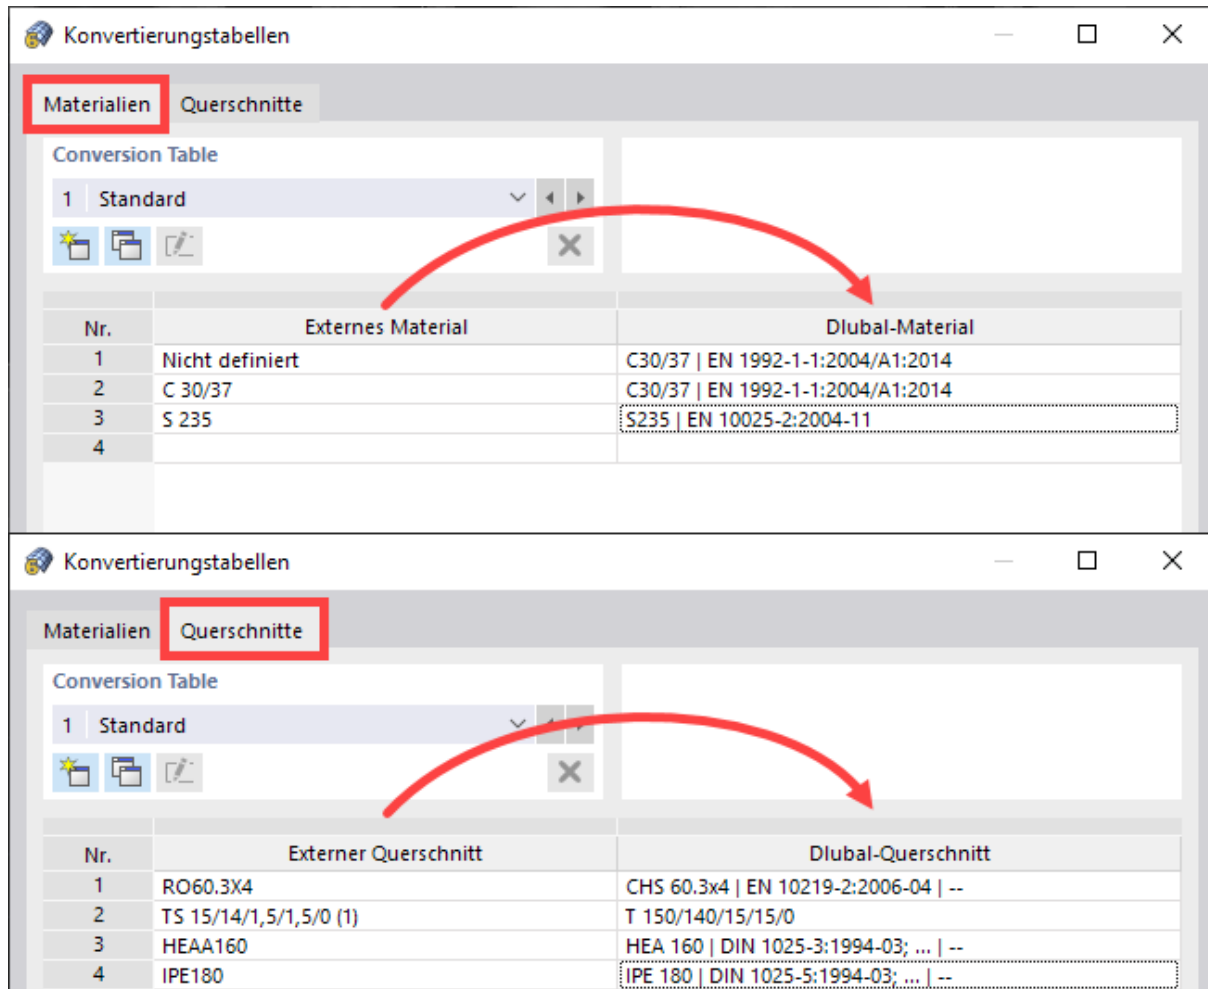 Konvertierungstabellen
Materialien Querschnitte
Conversion Table
1 Standard
Nr. Externes Material Dlubal-Material
1 Nicht definiert C30/37 | EN 1992-1-1:2004/A1:2014
2 C 30/37 C30/37 | EN 1992-1-1:2004/A1:2014
3 S 235 S235 | EN 10025-2:2004-11
4
Konvertierungstabellen
Materialien Querschnitte
Conversion Table
1 Standard
Nr. Externer Querschnitt Dlubal-Querschnitt
1 RO60.3X4 CHS 60.3x4 | EN 10219-2:2006-04 | --
2 TS 15/14/1,5/1,5/0 (1) T 150/140/15/15/0
3 HEAA160 HEA 160 | DIN 1025-3:1994-03; ... | --
4 IPE180 IPE 180 | DIN 1025-5:1994-03; ... | --